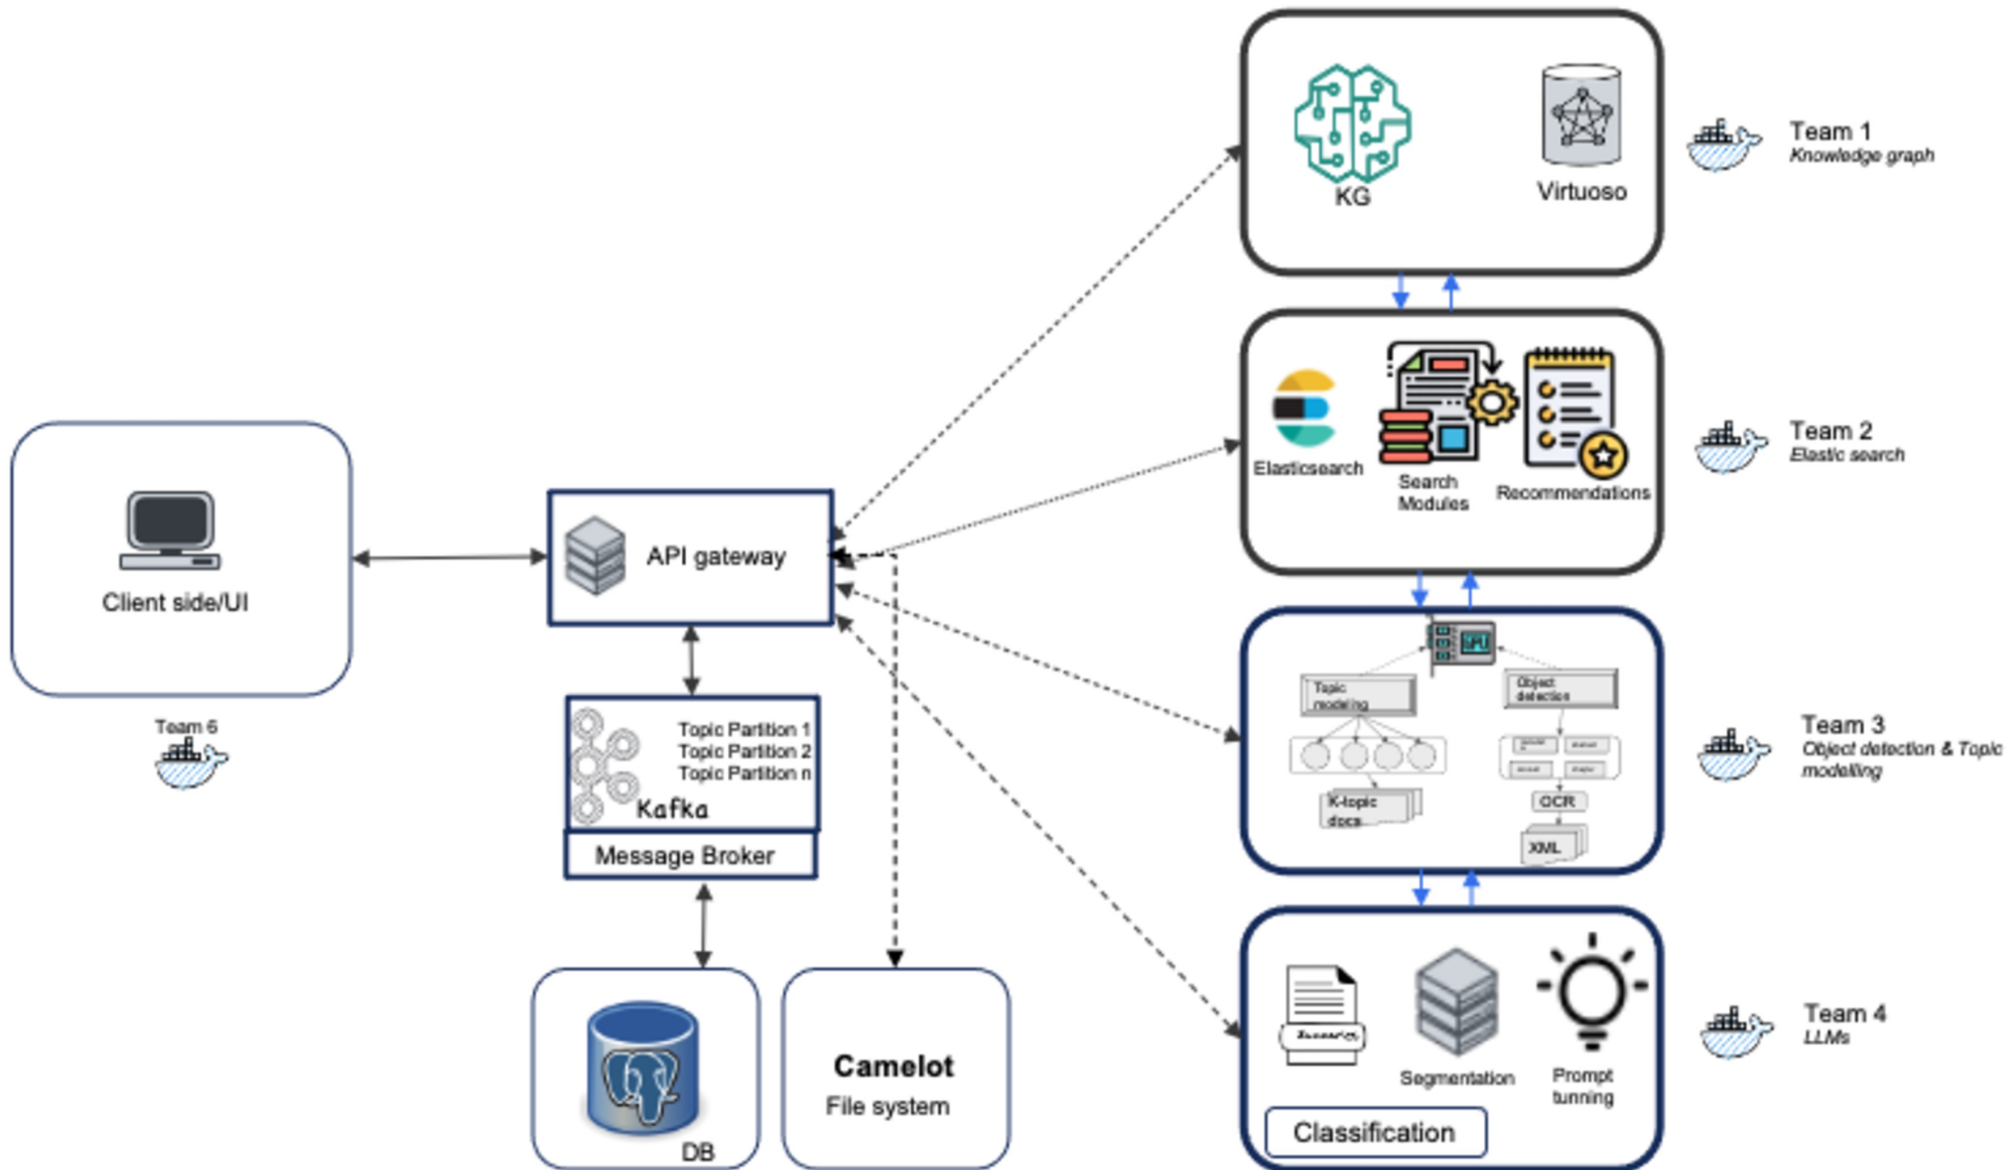 KG
Virtuoso
Team 1
Knowledge graph
Elasticsearch
Search
Modules
Recommendations
Team 2
Elastic search
Client side/UI
Team 6
API gateway
Topic Partition 1
Topic Partition 2
Topic Partition n
Kafka
Message Broker
DB
Camelot
File system
GPU
Topic
modeling
Object
detection
K-topic
docs
OCR
XML
Team 3
Object detection & Topic
modelling
Segmentation
Prompt
tunning
Classification
Team 4
LLMs